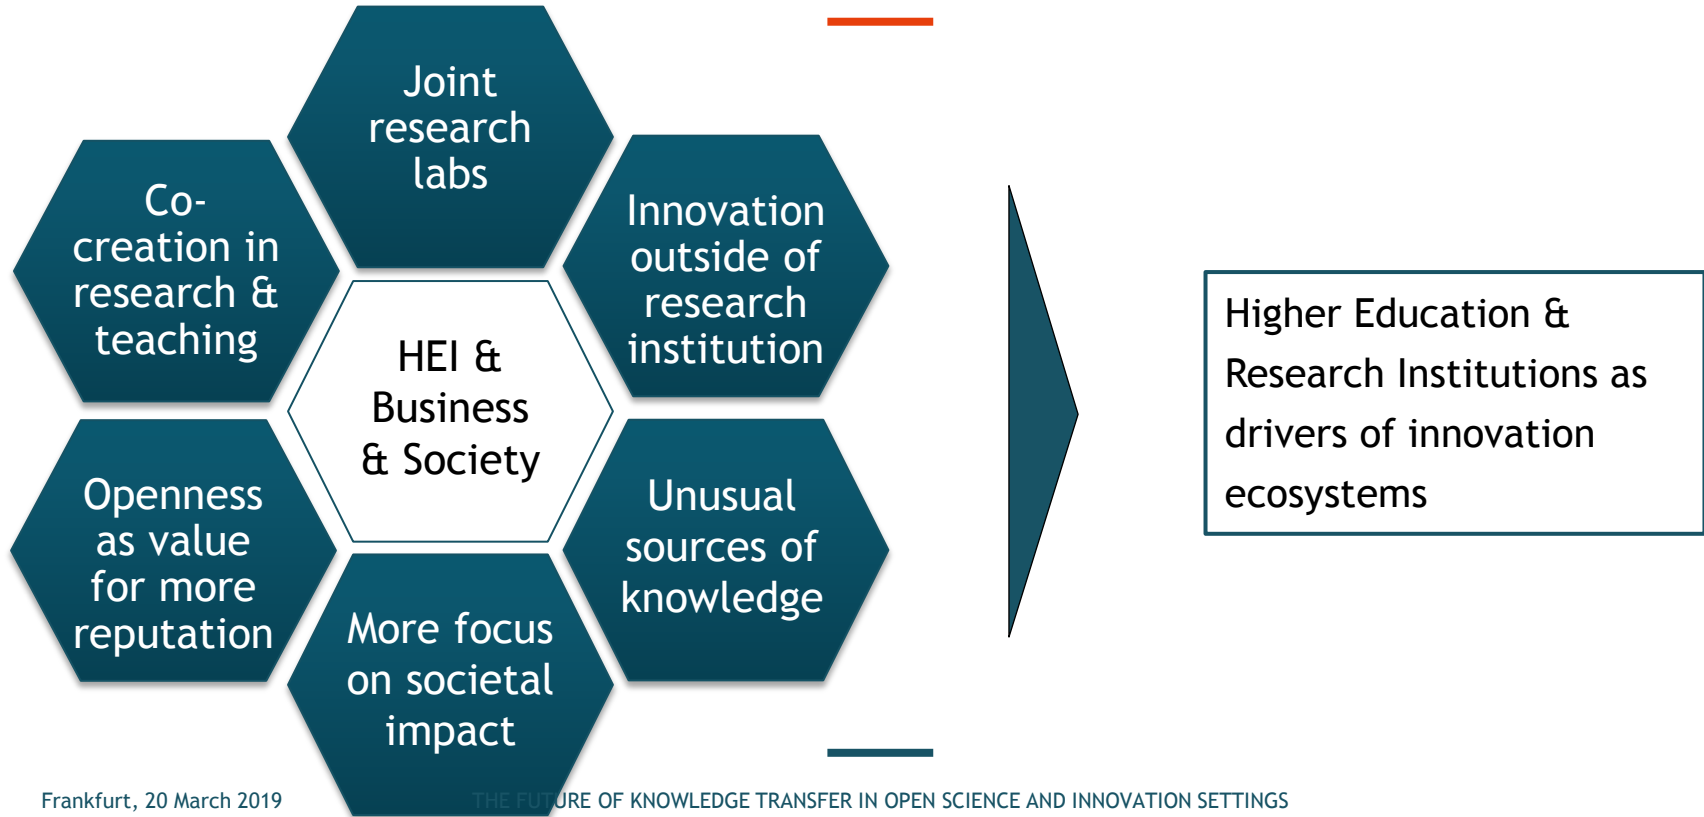 Joint
research
labs
Co-
creation in
research &
teaching
Innovation
outside of
research
institution
HEI &
Business
& Society
Openness
as value
for more
reputation
Unusual
sources of
knowledge
More focus
on societal
impact
Higher Education &
Research Institutions as
drivers of innovation
ecosystems
Frankfurt, 20 March 2019
THE FUTURE OF KNOWLEDGE TRANSFER IN OPEN SCIENCE AND INNOVATION SETTINGS